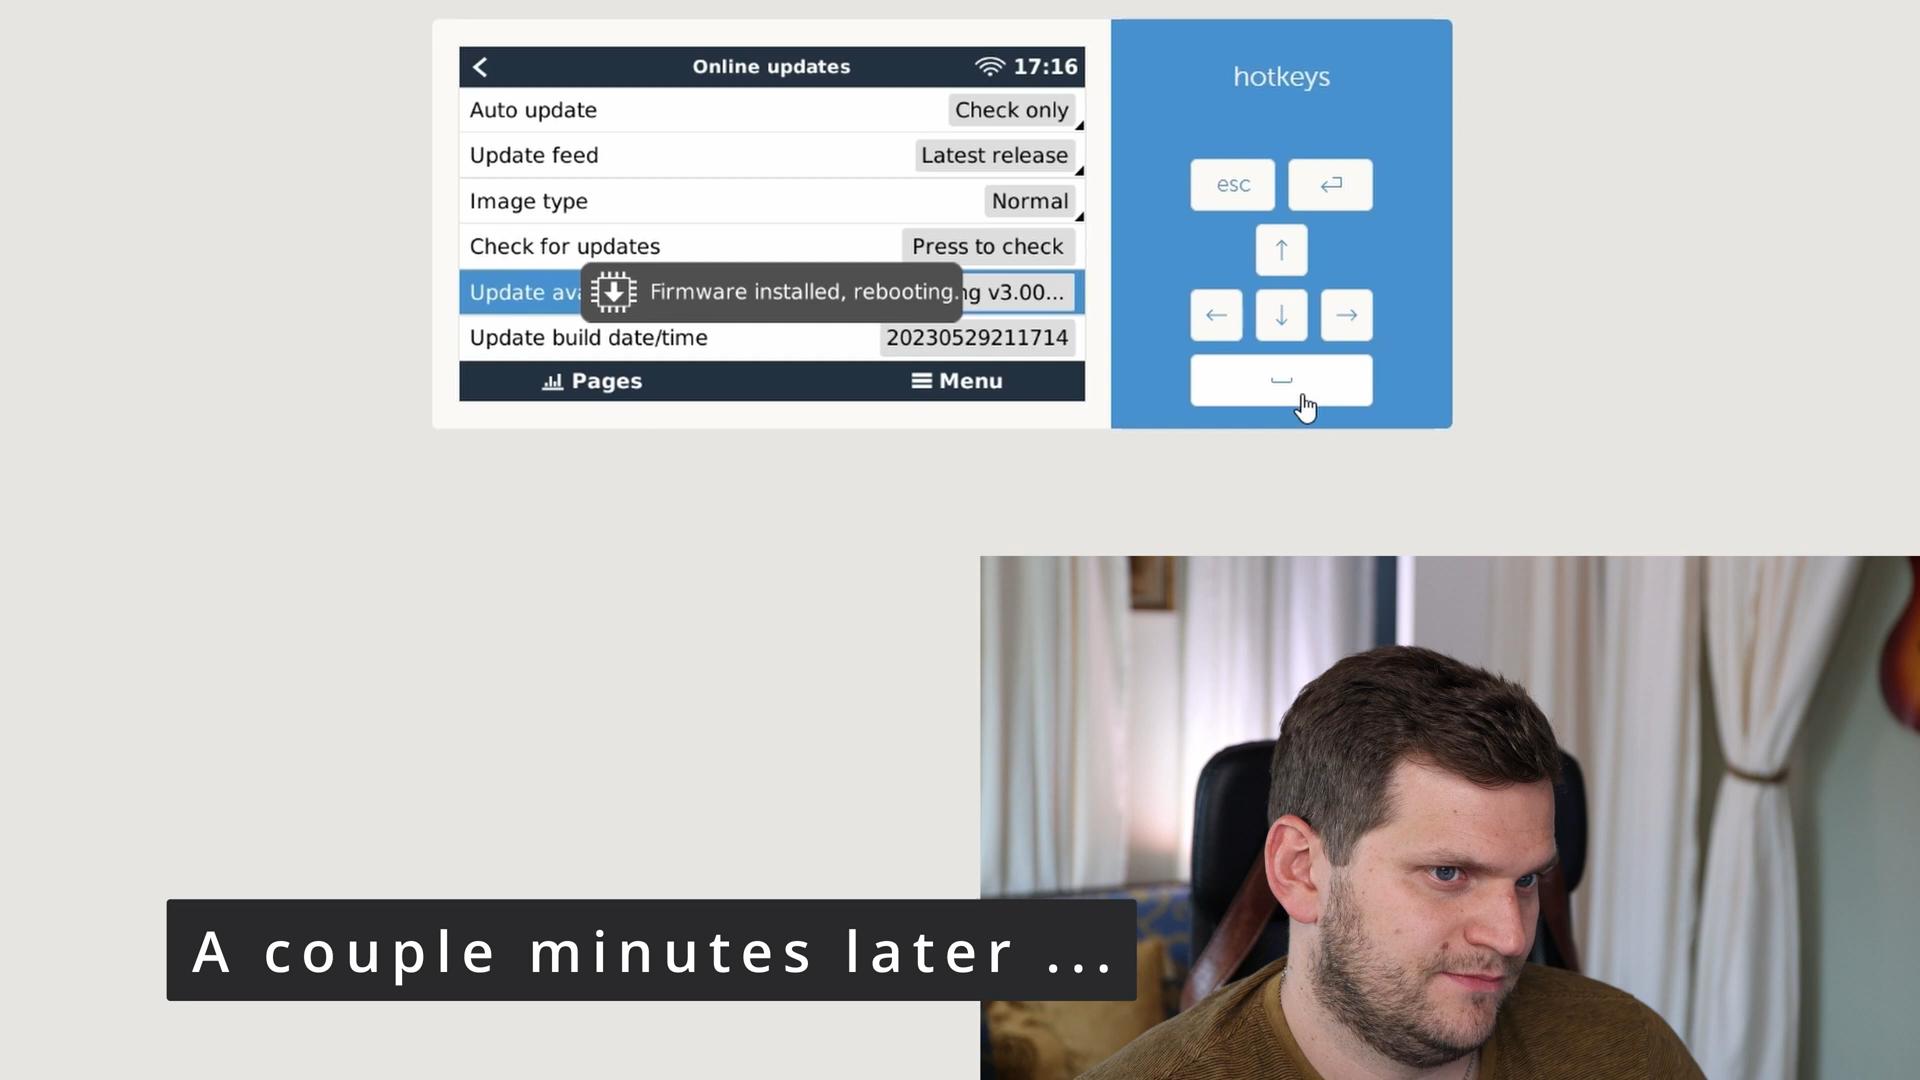 Online updates 17:16
Auto update Check only
Update feed Latest release
Image type Normal
Check for updates Press to check
Update ava
Firmware installed, rebooting.
ng v3.00...
Update build date/time 20230529211714
Pages Menu
hotkeys
esc
A couple minutes later ...